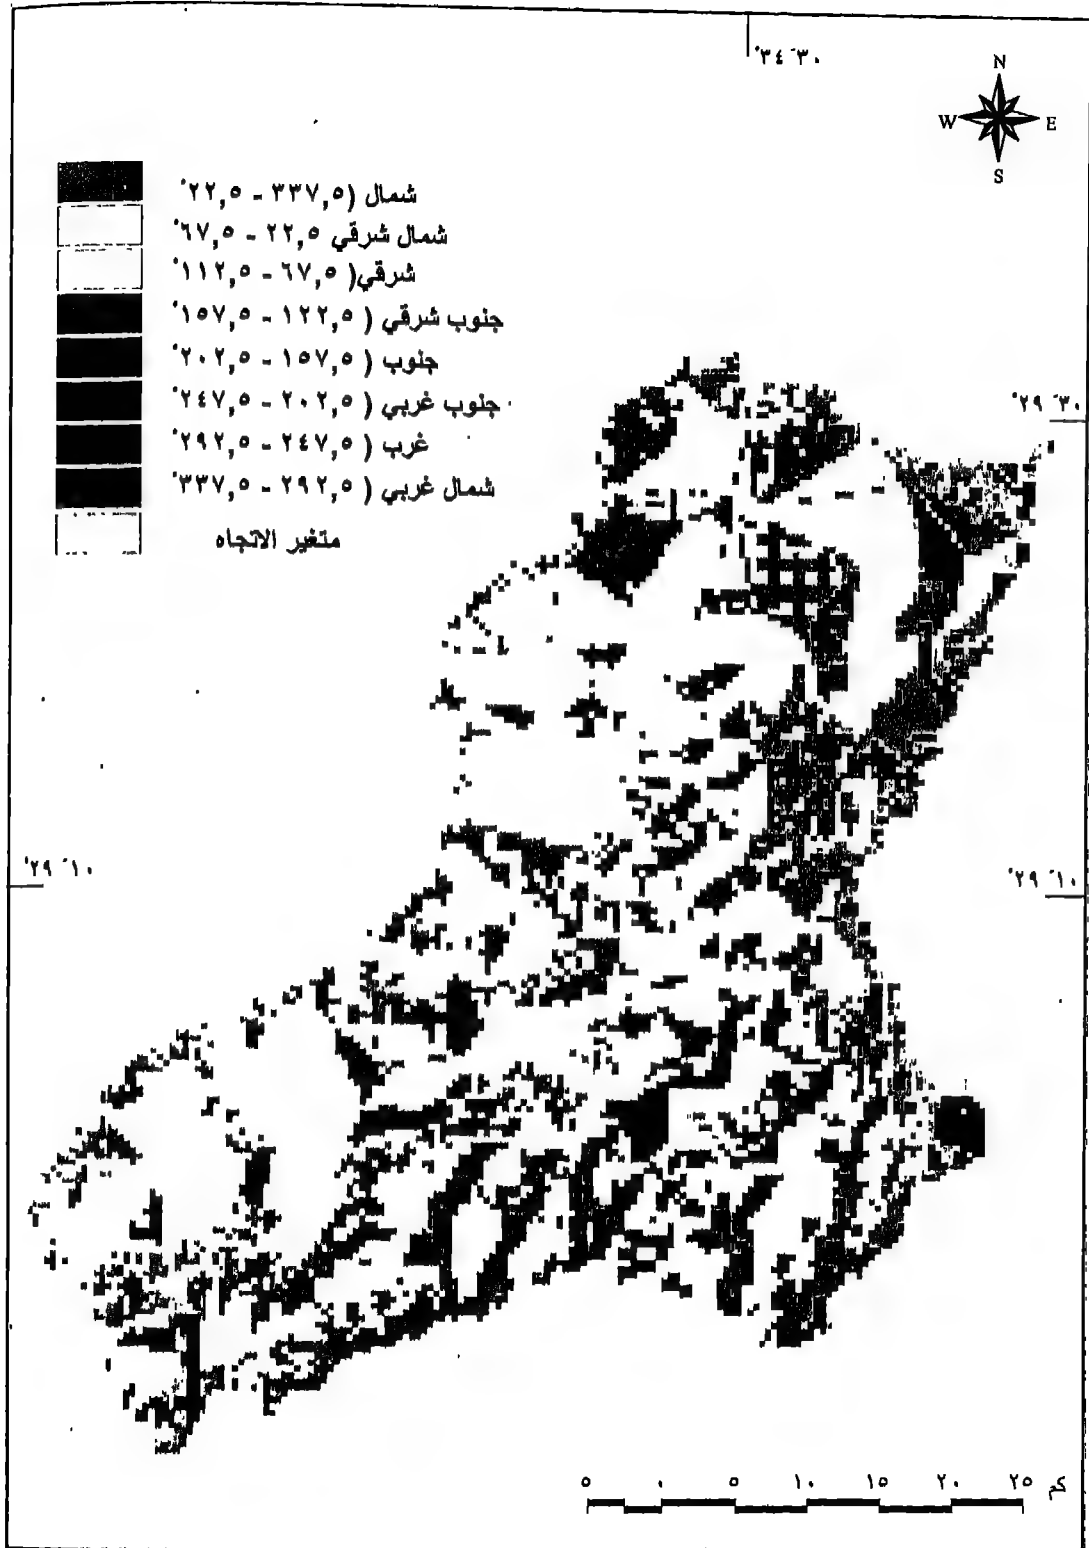 °٣٤ ´٣٠
N
W E
S
شمال (٣٣٧,٥ - ٢٢,٥°
شمال شرقي ٢٢,٥ - ٦٧,٥°
شرقي( ٦٧,٥ - ١١٢,٥°
جنوب شرقي ( ١٢٢,٥ - ١٥٧,٥°
جنوب ( ١٥٧,٥ - ٢٠٢,٥°
جنوب غربي ( ٢٠٢,٥ - ٢٤٧,٥°
غرب ( ٢٤٧,٥ - ٢٩٢,٥°
شمال غربي ( ٢٩٢,٥ - ٣٣٧,٥°
متغير الاتجاه
°٢٩ ´٣٠
°٢٩ ´١٠
°٢٩ ´١٠
٥ ٠ ٥ ١٠ ١٥ ٢٠ ٢٥ كم